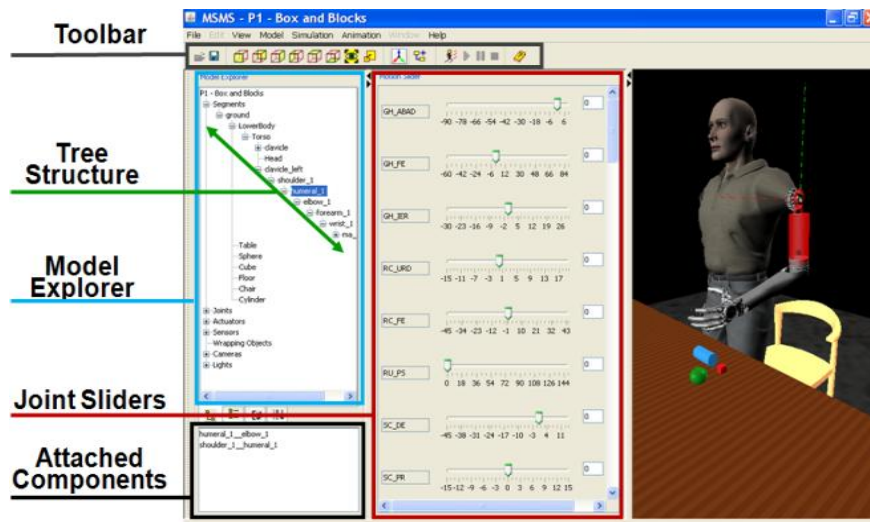 MSMS - P1 - Box and Blocks
File Edit View Model Simulation Animation Window Help
Toolbar
Model Explorer
P1 - Box and Blocks
Segments
ground
LowerBody
Torso
clavicle
Head
clavicle_left
shoulder_1
humeral_1
elbow_1
forearm_1
wrist_1
ma_
Table
Sphere
Cube
Floor
Chair
Cylinder
Joints
Actuators
Sensors
Wrapping Objects
Cameras
Lights
Tree
Structure
Model
Explorer
Joint Sliders
Attached
Components
humeral_1__elbow_1
shoulder_1__humeral_1
Motion Slider
GH_ABAD
0
-90 -78 -66 -54 -42 -30 -18 -6 6
GH_FE
0
-60 -42 -24 -6 12 30 48 66 84
GH_IER
0
-30 -23 -16 -9 -2 5 12 19 26
RC_URD
0
-15 -11 -7 -3 1 5 9 13 17
RC_FE
0
-45 -34 -23 -12 -1 10 21 32 43
RU_PS
0
0 18 36 54 72 90 108 126 144
SC_DE
0
-45 -38 -31 -24 -17 -10 -3 4 11
SC_PR
0
-15 -12 -9 -6 -3 0 3 6 9 12 15